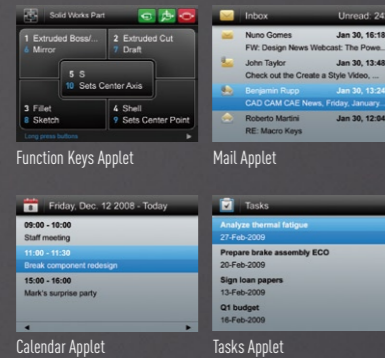 Solid Works Part
1 Extruded Boss/...
6 Mirror
2 Extruded Cut
7 Draft
5 S
10 Sets Center Axis
3 Fillet
8 Sketch
4 Shell
9 Sets Center Point
Long press buttons
Function Keys Applet
Inbox Unread: 24
Nuno Gomes Jan 30, 16:18
FW: Design News Webcast: The Powe...
John Taylor Jan 30, 13:48
Check out the Create a Style Video, ...
Benjamin Rupp Jan 30, 13:24
CAD CAM CAE News, Friday, January...
Roberto Martini Jan 30, 12:04
RE: Macro Keys
Mail Applet
8 Friday, Dec. 12 2008 - Today
09:00 - 10:00
Staff meeting
11:00 - 11:30
Break component redesign
15:00 - 16:00
Mark's surprise party
Calendar Applet
Tasks
Analyze thermal fatigue
27-Feb-2009
Prepare brake assembly ECO
20-Feb-2009
Sign loan papers
13-Feb-2009
Q1 budget
16-Feb-2009
Tasks Applet